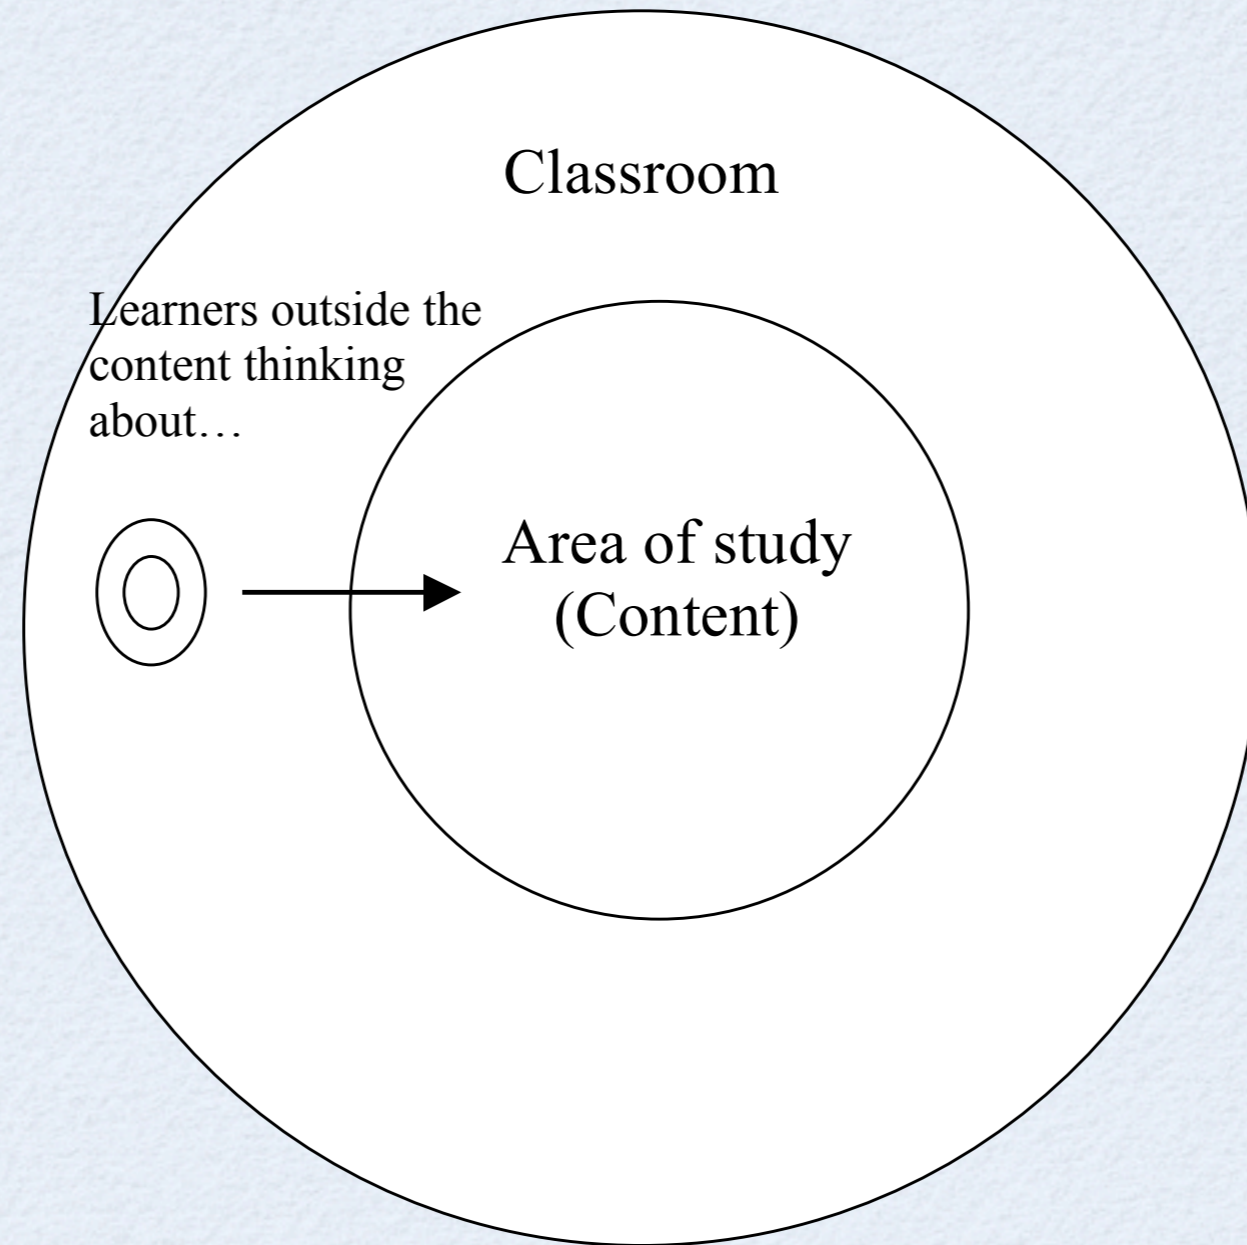 Classroom
Learners outside the
content thinking
about…
Area of study
(Content)